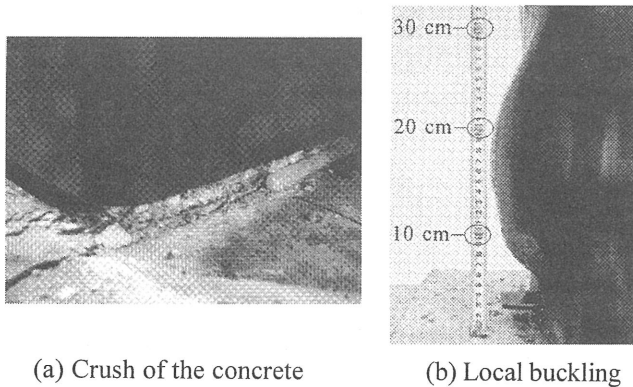 30 cm
20 cm
10 cm
(a) Crush of the concrete
(b) Local buckling